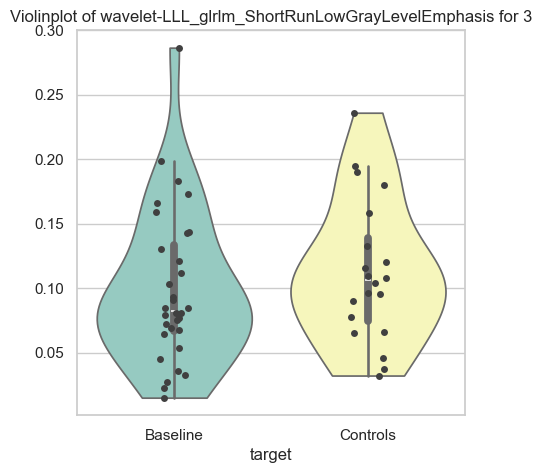 Violinplot of wavelet-LLL_glrlm_ShortRunLowGrayLevelEmphasis for 3
0.30
0.25
0.20
0.15
0.10
0.05
Baseline Controls
target